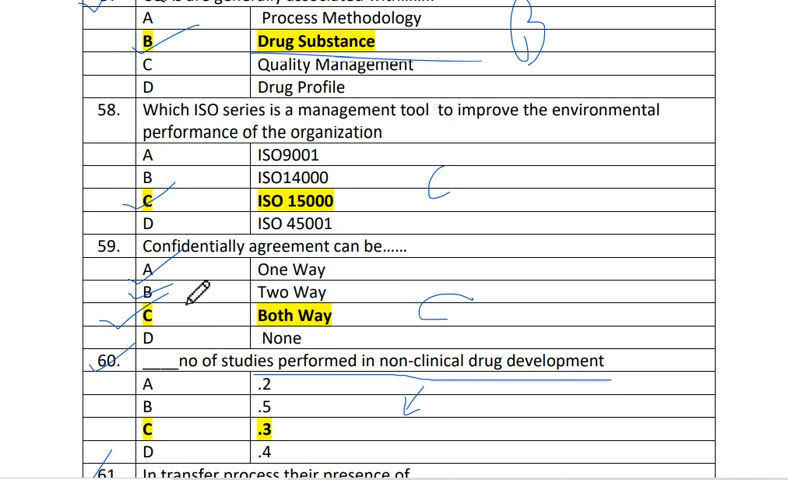 A Process Methodology
B Drug Substance
C Quality Management
D Drug Profile
58. Which ISO series is a management tool to improve the environmental
performance of the organization
A ISO9001
B ISO14000
C ISO 15000
D ISO 45001
59. Confidentially agreement can be......
A One Way
B Two Way
C Both Way
D None
60. ____no of studies performed in non-clinical drug development
A .2
B .5
C .3
D .4
61. In transfer process their presence of